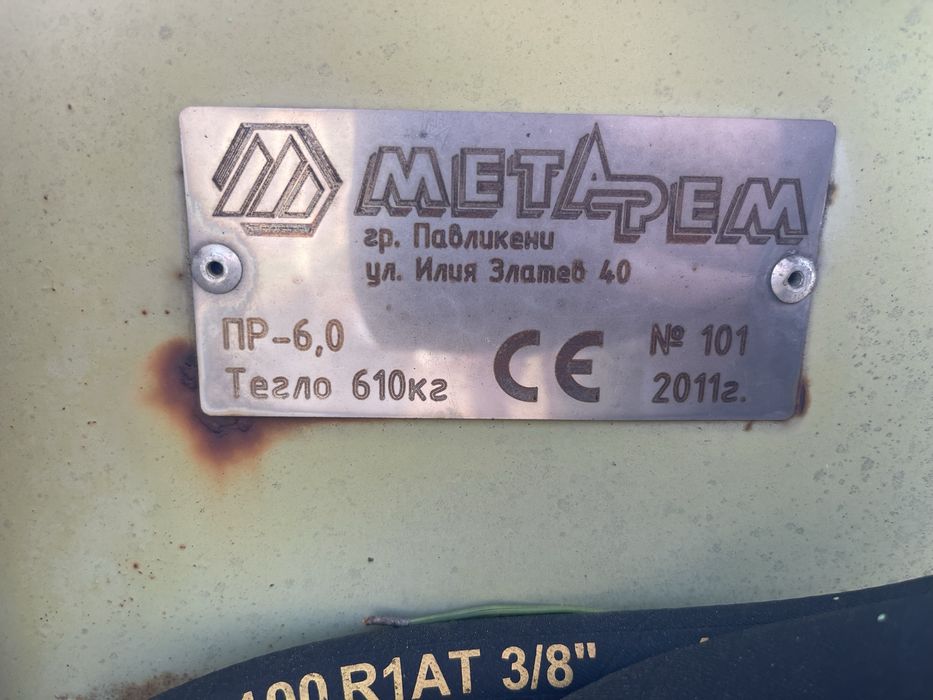 МЕТАРЕМ
гр. Павликени
ул. Илия Златев 40
ПР-6,0
Тегло 610кг
CE
№ 101
2011г.
R1AT 3/8"